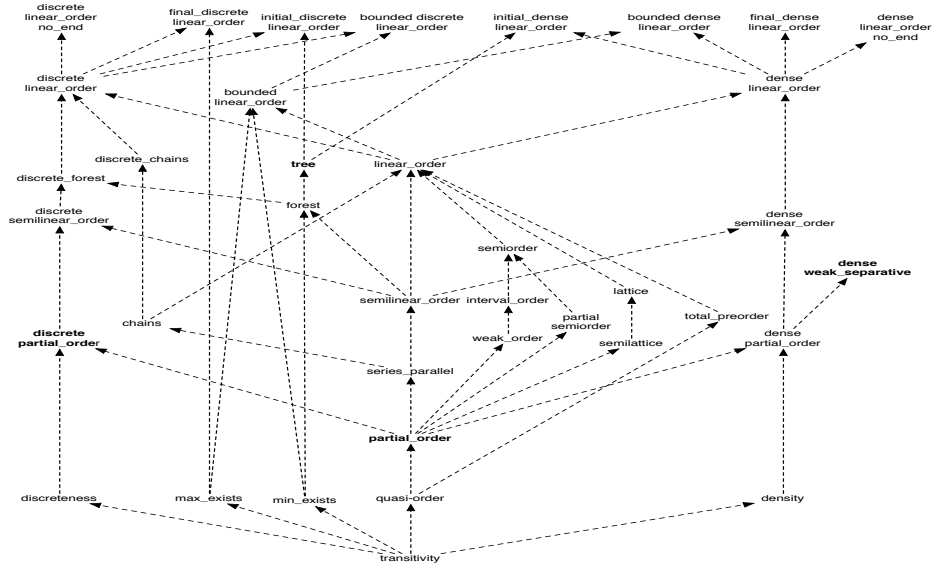 discrete
linear_order
no_end
final_discrete
linear_order
initial_discrete
linear_order
bounded discrete
linear_order
initial_dense
linear_order
bounded dense
linear_order
final_dense
linear_order
dense
linear_order
no_end
discrete
linear_order
bounded
linear_order
dense
linear_order
discrete_chains
tree
linear_order
discrete_forest
forest
discrete
semilinear_order
dense
semilinear_order
semiorder
dense
weak_separative
semilinear_order
interval_order
lattice
chains
partial
semiorder
total_preorder
discrete
partial_order
weak_order
semilattice
dense
partial_order
series_parallel
partial_order
discreteness
max_exists
min_exists
quasi-order
density
transitivity